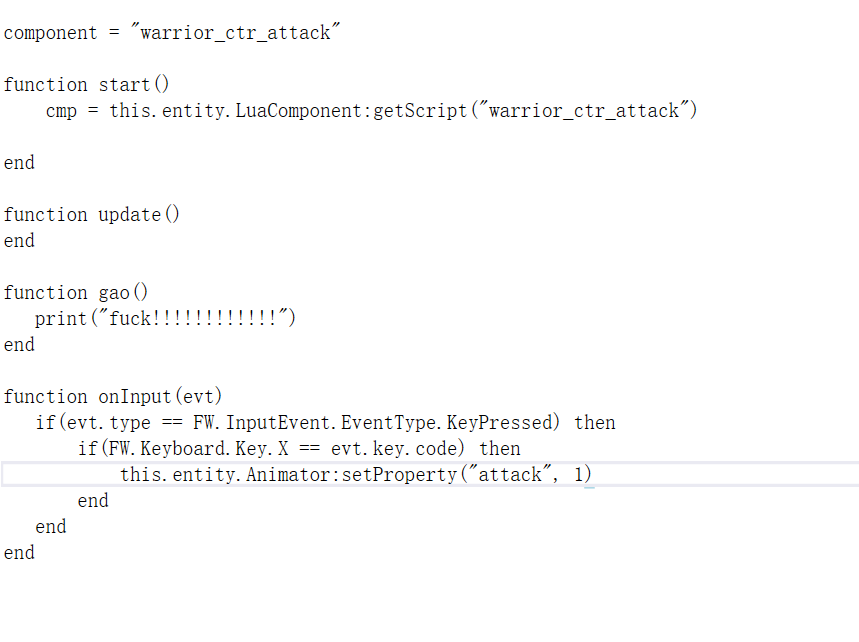 component = "warrior_ctr_attack"
function start()
    cmp = this.entity.LuaComponent:getScript("warrior_ctr_attack")
end
function update()
end
function gao()
   print("fuck!!!!!!!!!!!!")
end
function onInput(evt)
   if(evt.type == FW.InputEvent.EventType.KeyPressed) then
       if(FW.Keyboard.Key.X == evt.key.code) then
           this.entity.Animator:setProperty("attack", 1)
       end
   end
end